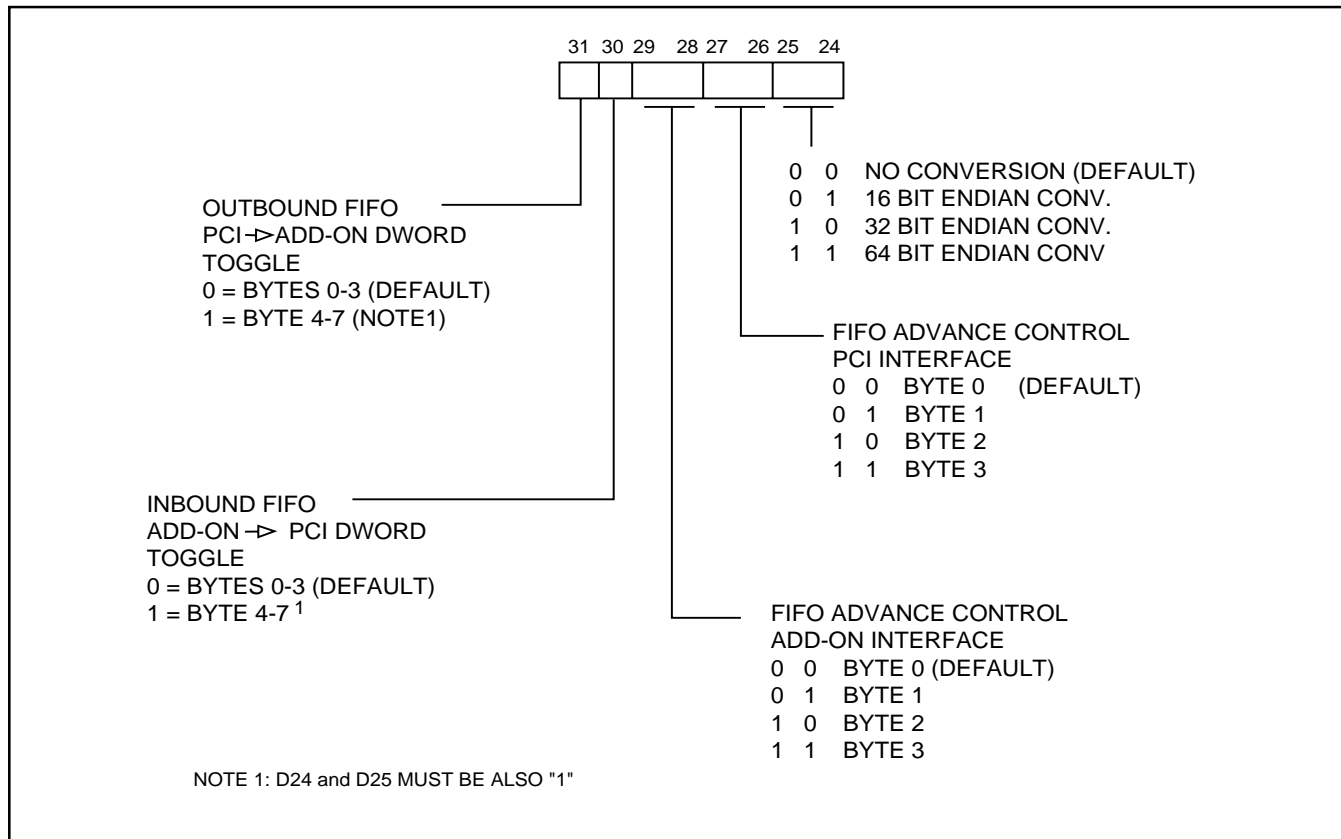 31 30 29 28 27 26 25 24
0 0 NO CONVERSION (DEFAULT)
0 1 16 BIT ENDIAN CONV.
1 0 32 BIT ENDIAN CONV.
1 1 64 BIT ENDIAN CONV
OUTBOUND FIFO
PCI ADD-ON DWORD
TOGGLE
0 = BYTES 0-3 (DEFAULT)
1 = BYTE 4-7 (NOTE1)
FIFO ADVANCE CONTROL
PCI INTERFACE
0 0 BYTE 0 (DEFAULT)
0 1 BYTE 1
1 0 BYTE 2
1 1 BYTE 3
INBOUND FIFO
ADD-ON PCI DWORD
TOGGLE
0 = BYTES 0-3 (DEFAULT)
1 = BYTE 4-7 1
FIFO ADVANCE CONTROL
ADD-ON INTERFACE
0 0 BYTE 0 (DEFAULT)
0 1 BYTE 1
1 0 BYTE 2
1 1 BYTE 3
NOTE 1: D24 and D25 MUST BE ALSO "1"